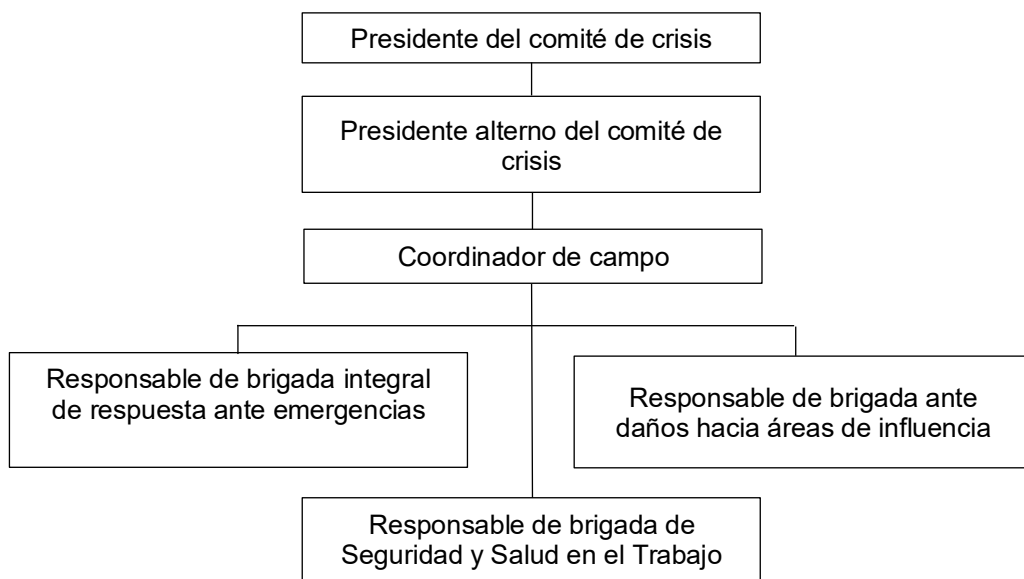 Presidente del comité de crisis
Presidente alterno del comité de
crisis
Coordinador de campo
Responsable de brigada integral
de respuesta ante emergencias
Responsable de brigada ante
daños hacia áreas de influencia
Responsable de brigada de
Seguridad y Salud en el Trabajo